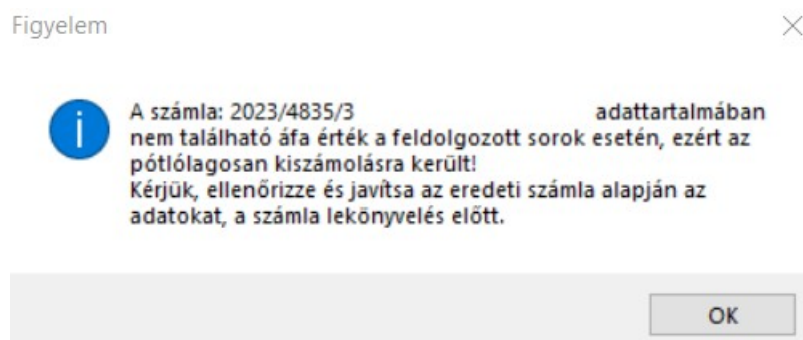 Figyelem
A számla: 2023/4835/3 adattartalmában
nem található áfa érték a feldolgozott sorok esetén, ezért az
pótlólagosan kiszámolásra került!
Kérjük, ellenőrizze és javítsa az eredeti számla alapján az
adatokat, a számla lekönyvelés előtt.
OK